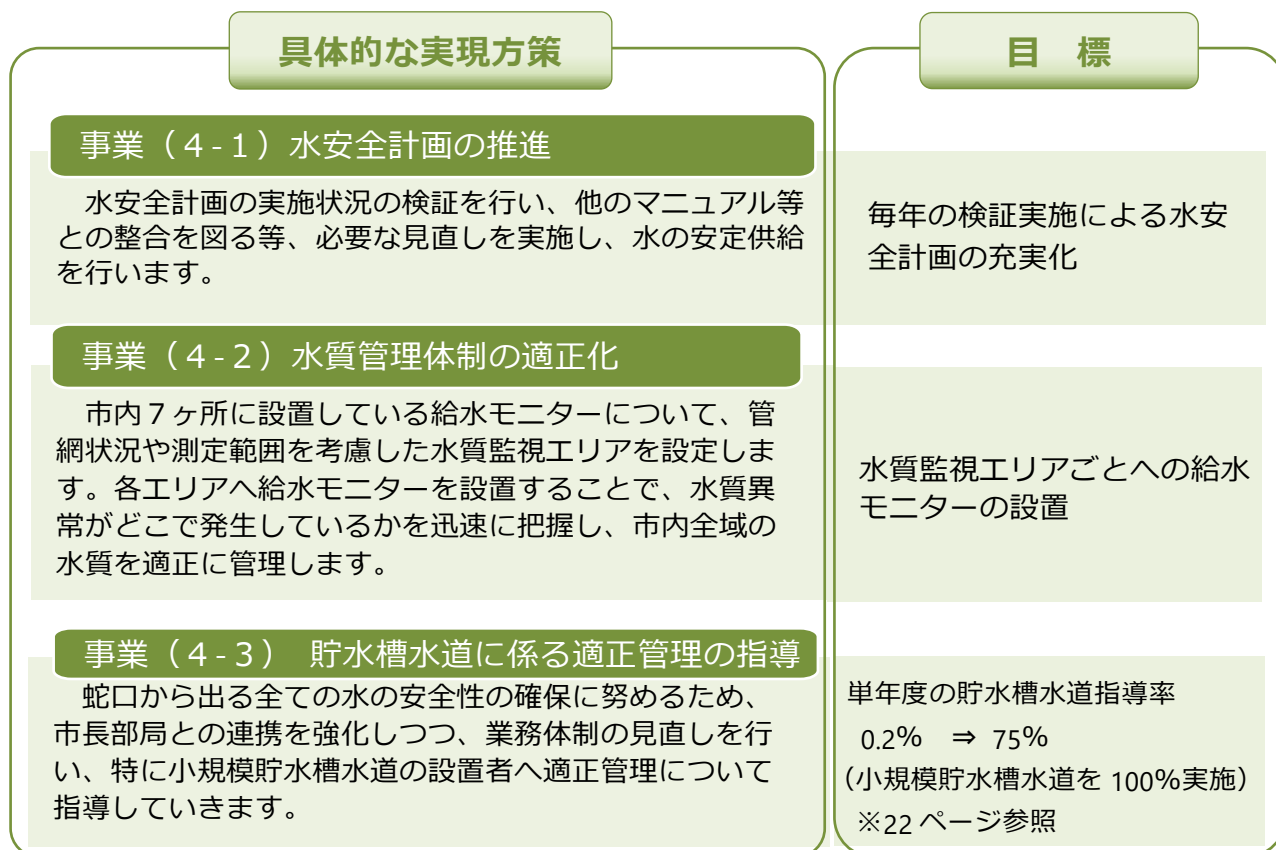 具体的な実現方策
目　標
事業（４-１）水安全計画の推進
水安全計画の実施状況の検証を行い、他のマニュアル等
との整合を図る等、必要な見直しを実施し、水の安定供給
を行います。
毎年の検証実施による水安
全計画の充実化
事業（４-２）水質管理体制の適正化
市内７ヶ所に設置している給水モニターについて、管
網状況や測定範囲を考慮した水質監視エリアを設定しま
す。各エリアへ給水モニターを設置することで、水質異
常がどこで発生しているかを迅速に把握し、市内全域の
水質を適正に管理します。
水質監視エリアごとへの給水
モニターの設置
事業（４-３）　貯水槽水道に係る適正管理の指導
蛇口から出る全ての水の安全性の確保に努めるため、
市長部局との連携を強化しつつ、業務体制の見直しを行
い、特に小規模貯水槽水道の設置者へ適正管理について
指導していきます。
単年度の貯水槽水道指導率
0.2%　⇒ 75%
（小規模貯水槽水道を 100%実施）
※22 ページ参照